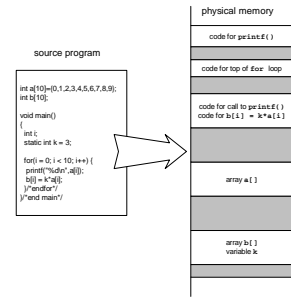 physical memory
code for printf()
source program
code for top of for loop
int a[10]={0,1,2,3,4,5,6,7,8,9};
int b[10];
void main()
{
int i;
static int k = 3;
for(i = 0; i < 10; i++) {
printf("%d\n",a[i]);
b[i] = k*a[i];
}/*endfor*/
}/*end main*/
code for call to printf()
code for b[i] = k*a[i]
array a[]
array b[]
variable k